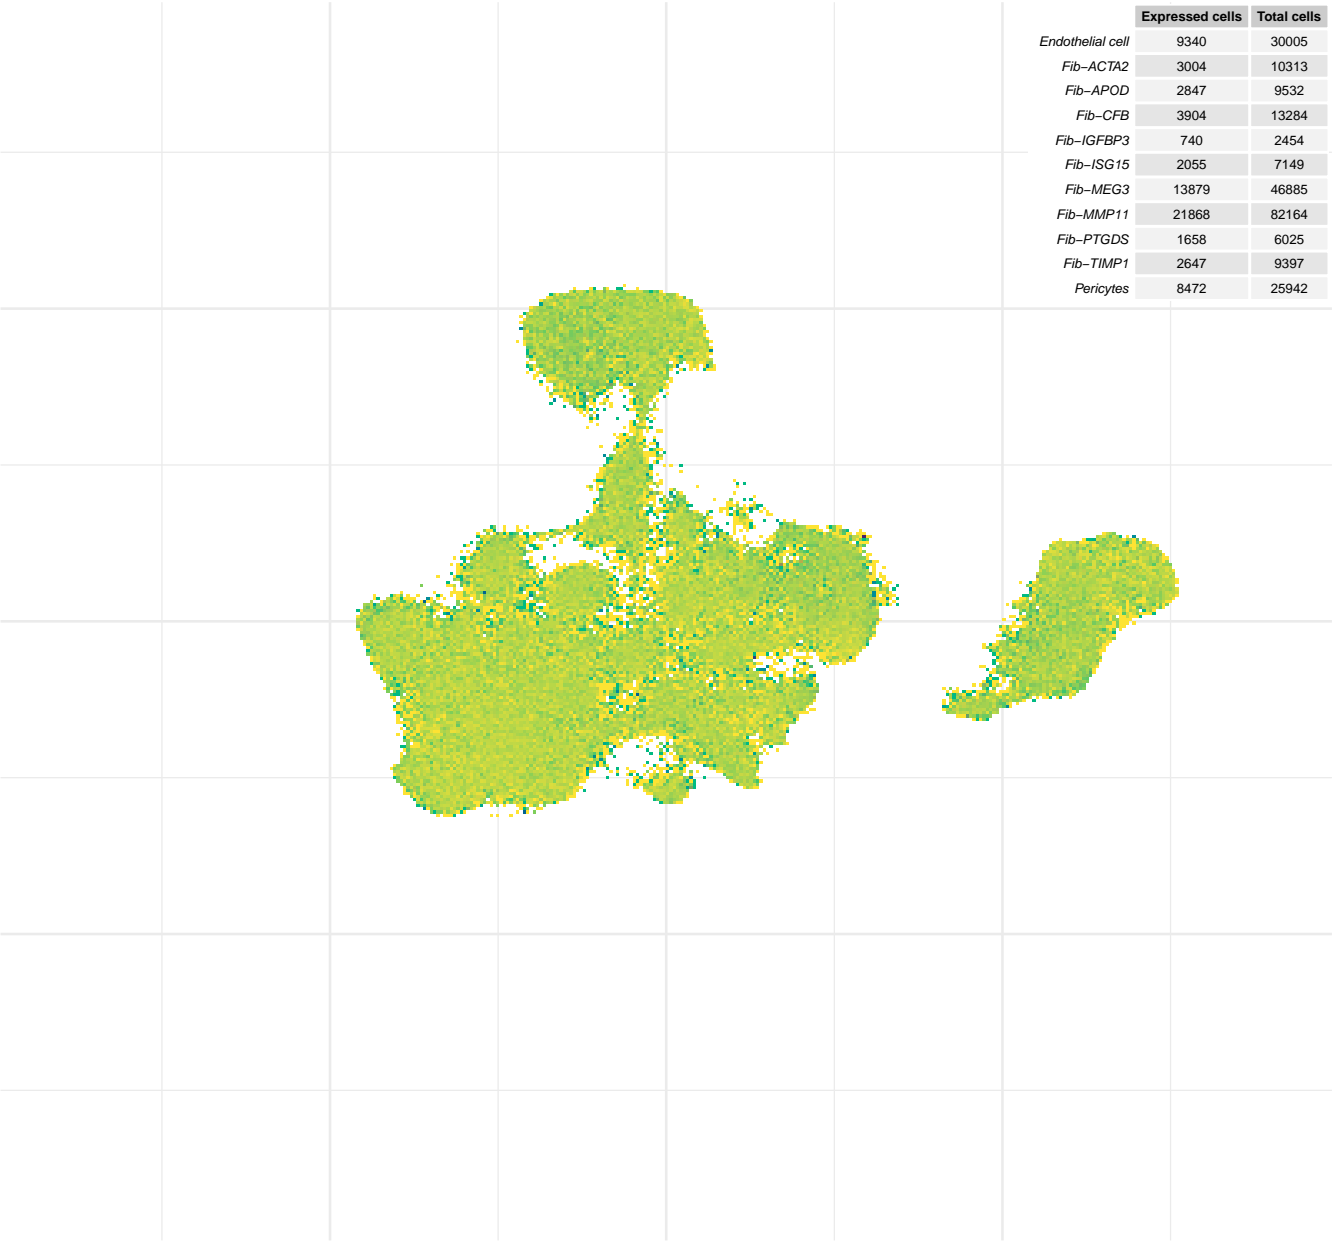 Expressed cells Total cells
Endothelial cell 9340 30005
Fib−ACTA2 3004 10313
Fib−APOD 2847 9532
Fib−CFB 3904 13284
Fib−IGFBP3 740 2454
Fib−ISG15 2055 7149
Fib−MEG3 13879 46885
Fib−MMP11 21868 82164
Fib−PTGDS 1658 6025
Fib−TIMP1 2647 9397
Pericytes 8472 25942